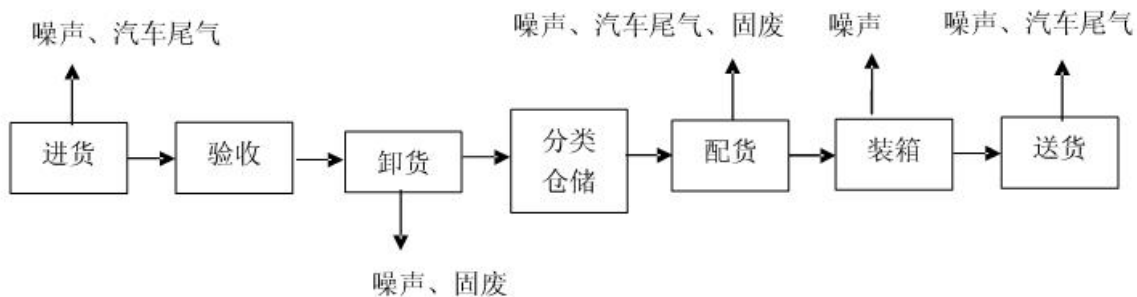 噪声、汽车尾气
噪声、汽车尾气、固废
噪声
噪声、汽车尾气
进货
验收
卸货
分类
仓储
配货
装箱
送货
噪声、固废